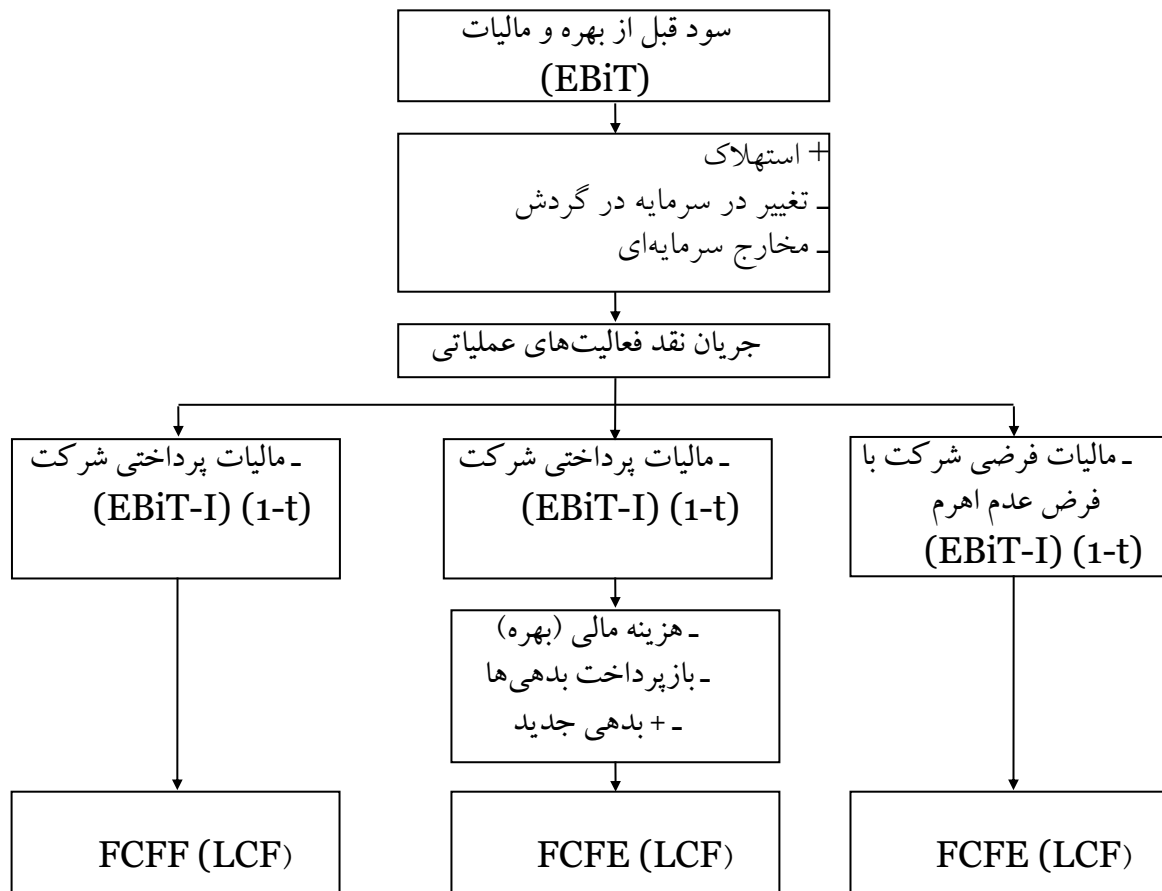 سود قبل از بهره و مالیات
(EBiT)
+ استهلاک
ـ تغییر در سرمایه در گردش
ـ مخارج سرمایه‌ای
جریان نقد فعالیت‌های عملیاتی
ـ مالیات فرضی شرکت با
فرض عدم اهرم
(EBiT-I) (1-t)
ـ مالیات پرداختی شرکت
(EBiT-I) (1-t)
ـ مالیات پرداختی شرکت
(EBiT-I) (1-t)
ـ هزینه مالی (بهره)
ـ بازپرداخت بدهی‌ها
ـ + بدهی جدید
FCFE (LCF)
FCFE (LCF)
FCFF (LCF)